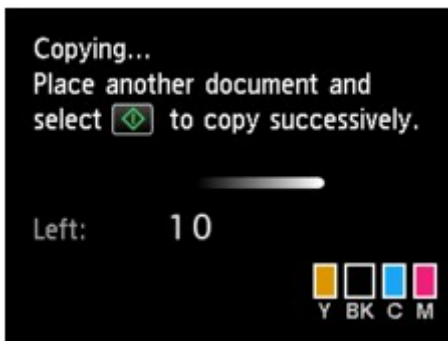 Copying...
Place another document and
select to copy successively.
Left: 10
Y BK C M